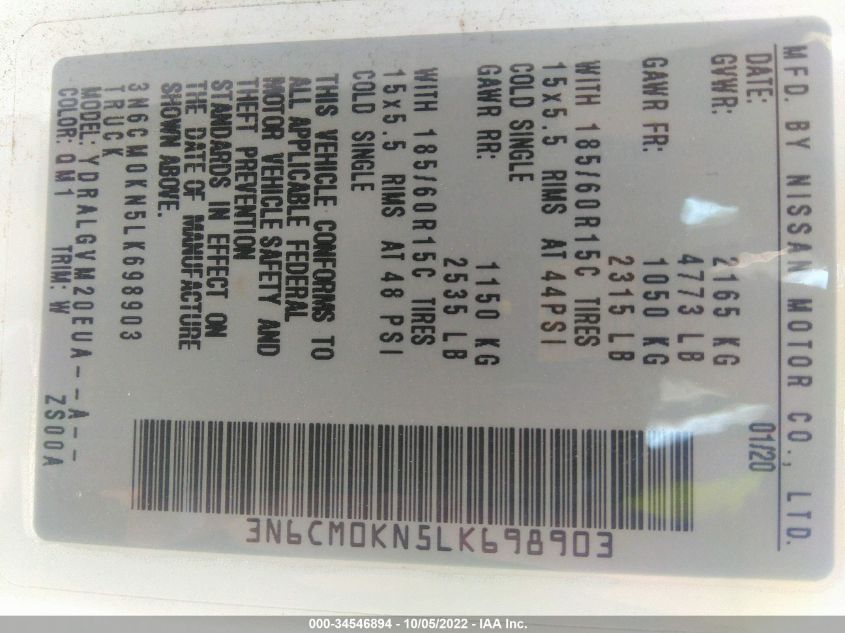 MFD. BY NISSAN MOTOR CO., LTD.
DATE: 01/20
GVWR: 2165 KG
4773 LB
GAWR FR: 1050 KG
2315 LB
WITH 185/60R15C TIRES
15x5.5 RIMS AT 44PSI
COLD SINGLE
GAWR RR: 1150 KG
2535 LB
WITH 185/60R15C TIRES
15x5.5 RIMS AT 48 PSI
COLD SINGLE
THIS VEHICLE CONFORMS TO
ALL APPLICABLE FEDERAL
MOTOR VEHICLE SAFETY AND
THEFT PREVENTION
STANDARDS IN EFFECT ON
THE DATE OF MANUFACTURE
SHOWN ABOVE.
3N6CM0KN5LK698903
TRUCK
MODEL: YDRALGVM20EUA--A--
COLOR: QM1 TRIM: W ZS00A
3N6CM0KN5LK698903
000-34546894 - 10/05/2022 - IAA Inc.